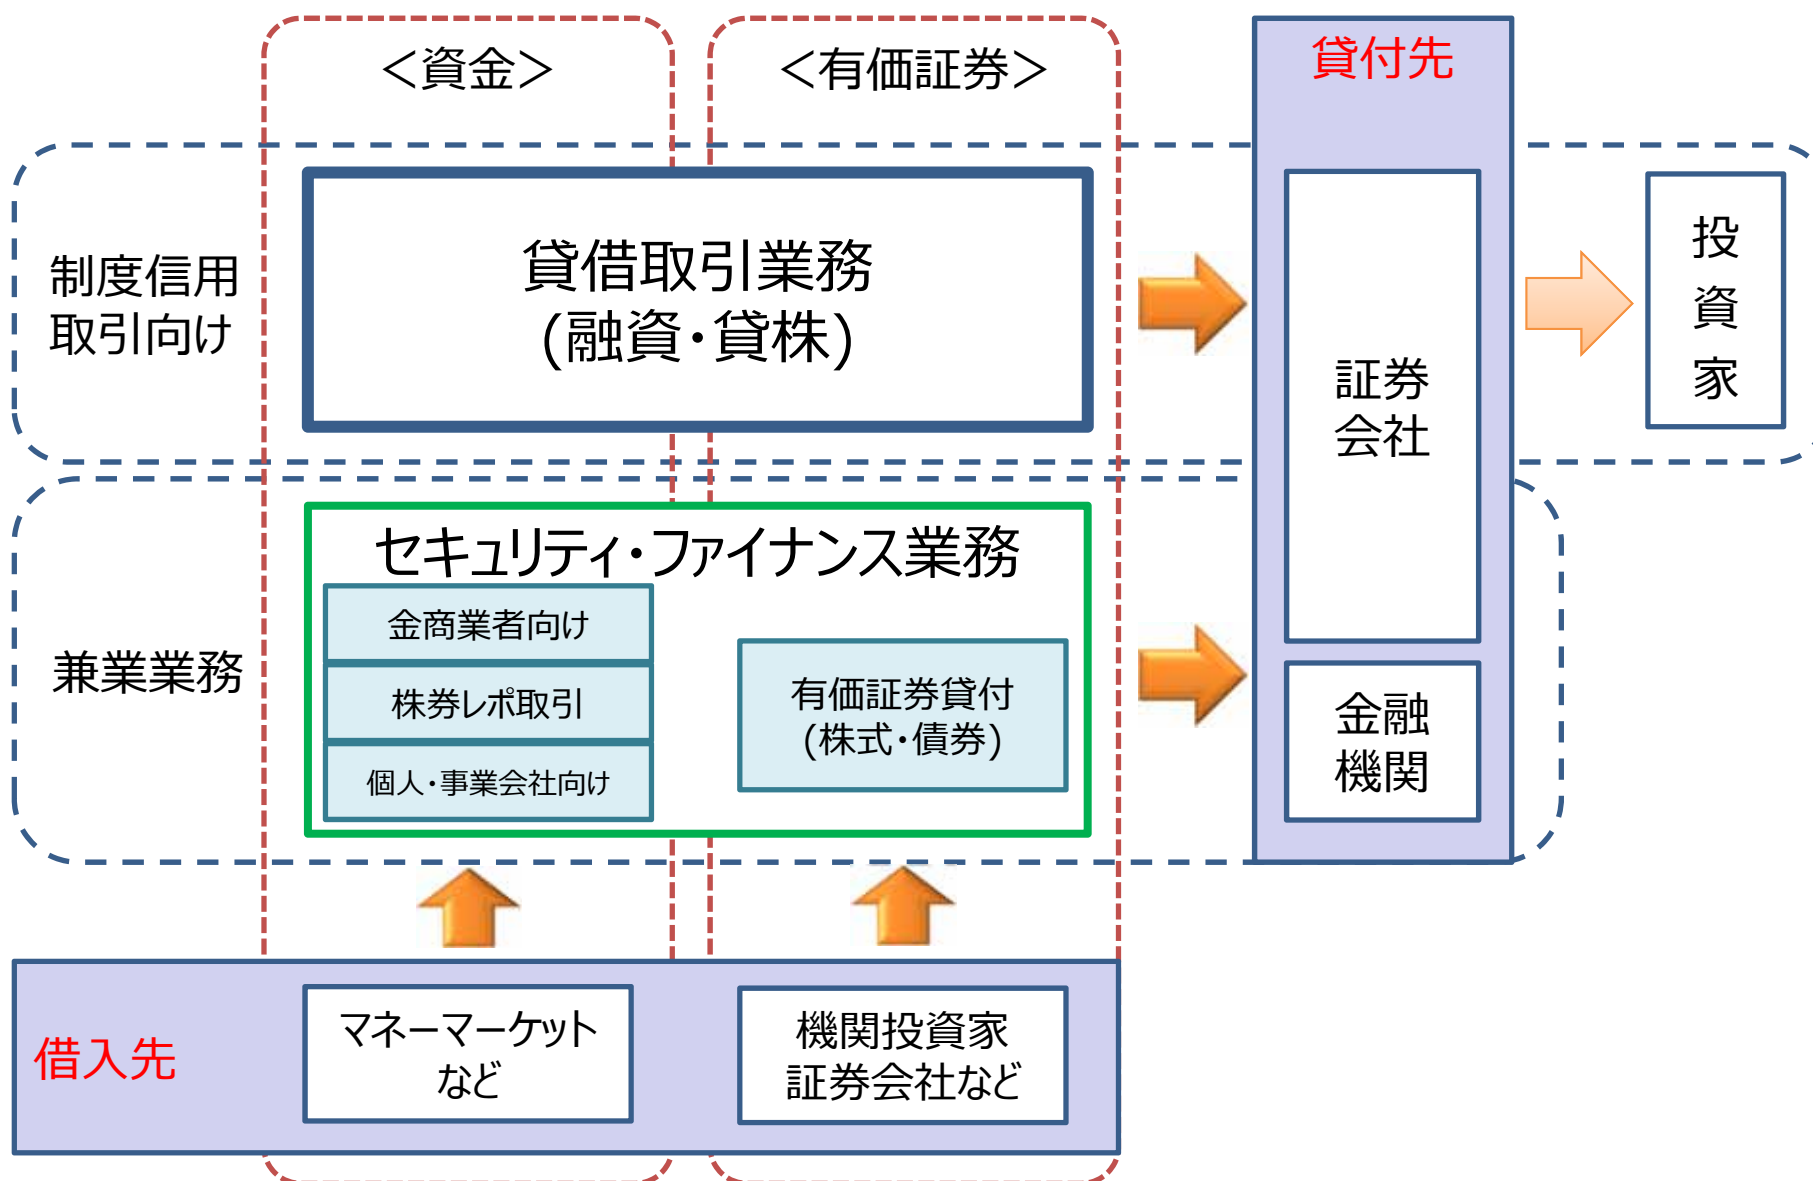 ＜資金＞
＜有価証券＞
貸付先
制度信用
取引向け
貸借取引業務
(融資・貸株)
証券
会社
投
資
家
兼業業務
セキュリティ・ファイナンス業務
金商業者向け
株券レポ取引
個人・事業会社向け
有価証券貸付
(株式・債券)
金融
機関
借入先
マネーマーケット
など
機関投資家
証券会社など